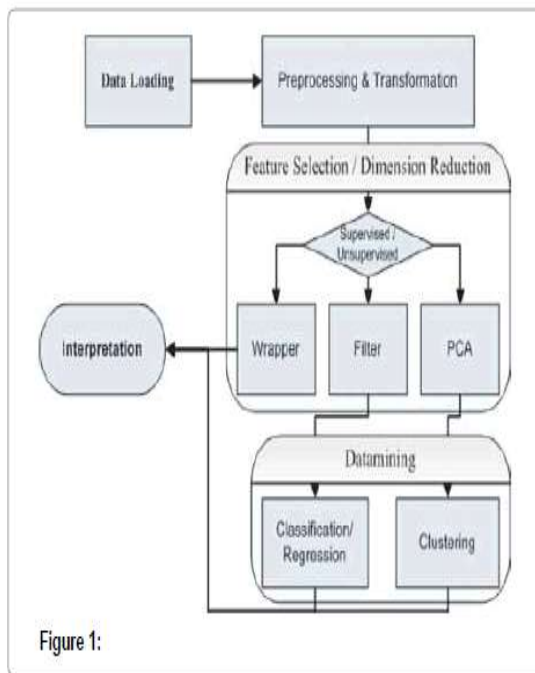 Data Loading
Preprocessing & Transformation
Feature Selection / Dimension Reduction
Supervised /
Unsupervised
Interpretation
Wrapper
Filter
PCA
Datamining
Classification/
Regression
Clustering
Figure 1: